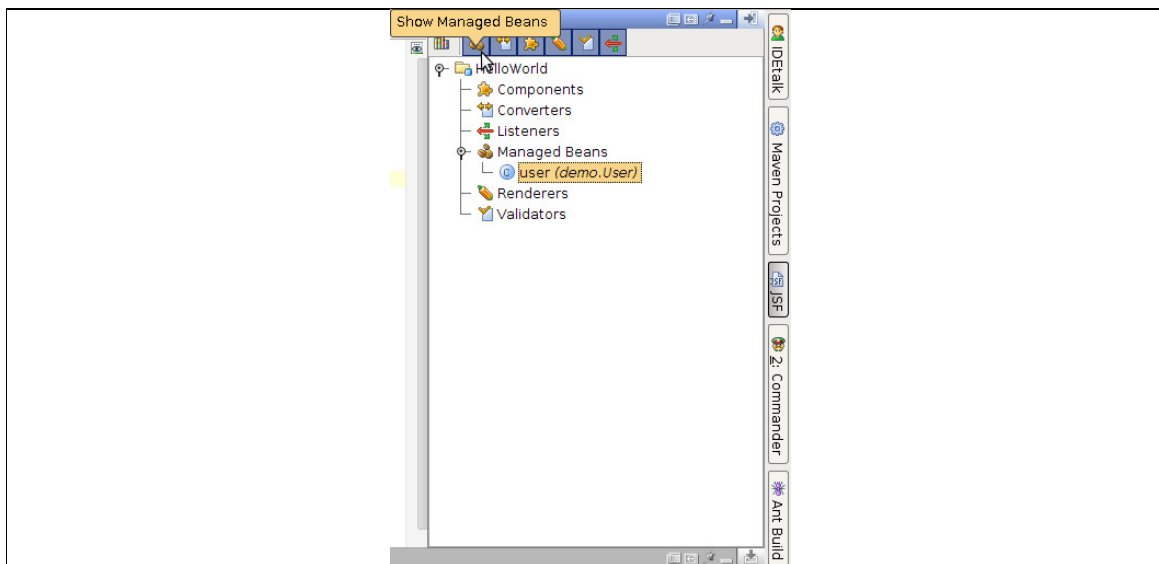 Show Managed Beans
HelloWorld
Components
Converters
Listeners
Managed Beans
user (demo.User)
Renderers
Validators
IDEtalk
Maven Projects
JSF
2: Commander
Ant Build